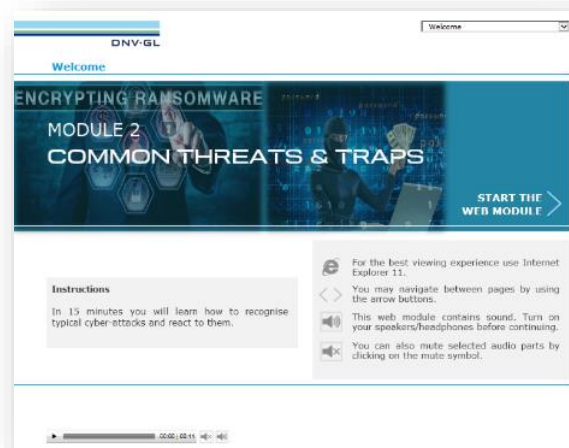 Welcome
DNV·GL
Welcome
ENCRYPTING RANSOMWARE
password
password
password
MODULE 2
COMMON THREATS & TRAPS
START THE
WEB MODULE
Instructions
In 15 minutes you will learn how to recognise
typical cyber-attacks and react to them.
For the best viewing experience use Internet
Explorer 11.
You may navigate between pages by using
the arrow buttons.
This web module contains sound. Turn on
your speakers/headphones before continuing.
You can also mute selected audio parts by
clicking on the mute symbol.
00:00 | 00:11